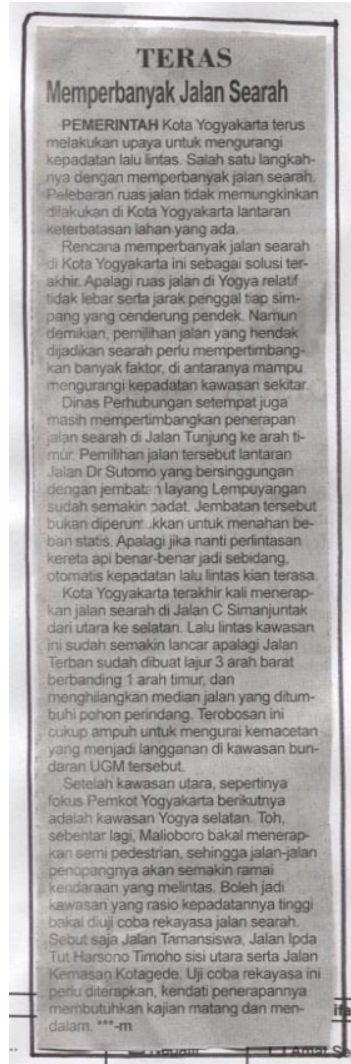 TERAS
Memperbanyak Jalan Searah
PEMERINTAH Kota Yogyakarta terus
melakukan upaya untuk mengurangi
kepadatan lalu lintas. Salah satu langkah-
nya dengan memperbanyak jalan searah.
Pelebaran ruas jalan tidak memungkinkan
dilakukan di Kota Yogyakarta lantaran
keterbatasan lahan yang ada.
Rencana memperbanyak jalan searah
di Kota Yogyakarta ini sebagai solusi ter-
akhir. Apalagi ruas jalan di Yogya relatif
tidak lebar serta jarak penggal tiap sim-
pang yang cenderung pendek. Namun
demikian, pemilihan jalan yang hendak
dijadikan searah perlu mempertimbang-
kan banyak faktor, di antaranya mampu
mengurangi kepadatan kawasan sekitar.
Dinas Perhubungan setempat juga
masih mempertimbangkan penerapan
jalan searah di Jalan Tunjung ke arah ti-
mur. Pemilihan jalan tersebut lantaran
Jalan Dr Sutomo yang bersinggungan
dengan jembatan layang Lempuyangan
sudah semakin padat. Jembatan tersebut
bukan diperuntukkan untuk menahan be-
ban statis. Apalagi jika nanti perlintasan
kereta api benar-benar jadi sebidang,
otomatis kepadatan lalu lintas kian terasa.
Kota Yogyakarta terakhir kali menerap-
kan jalan searah di Jalan C Simanjuntak
dari utara ke selatan. Lalu lintas kawasan
ini sudah semakin lancar apalagi Jalan
Terban sudah dibuat lajur 3 arah barat
berbanding 1 arah timur, dan
menghilangkan median jalan yang ditum-
buhi pohon perindang. Terobosan ini
cukup ampuh untuk mengurai kemacetan
yang menjadi langganan di kawasan bun-
daran UGM tersebut.
Setelah kawasan utara, sepertinya
fokus Pemkot Yogyakarta berikutnya
adalah kawasan Yogya selatan. Toh,
sebentar lagi, Malioboro bakal menerap-
kan semi pedestrian, sehingga jalan-jalan
penopangnya akan semakin ramai
kendaraan yang melintas. Boleh jadi
kawasan yang rasio kepadatannya tinggi
bakal diuji coba rekayasa jalan searah.
Sebut saja Jalan Tamansiswa, Jalan Ipda
Tut Harsono Timoho sisi utara serta Jalan
Kemasan Kotagede. Uji coba rekayasa ini
perlu diterapkan, kendati penerapannya
membutuhkan kajian matang dan men-
dalam. ***-m